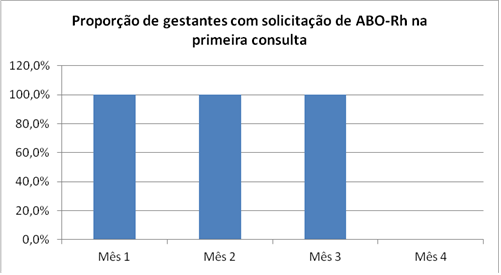 Proporção de gestantes com solicitação de ABO-Rh na
primeira consulta
120,0%
100,0%
80,0%
60,0%
40,0%
20,0%
0,0%
Mês 1 Mês 2 Mês 3 Mês 4